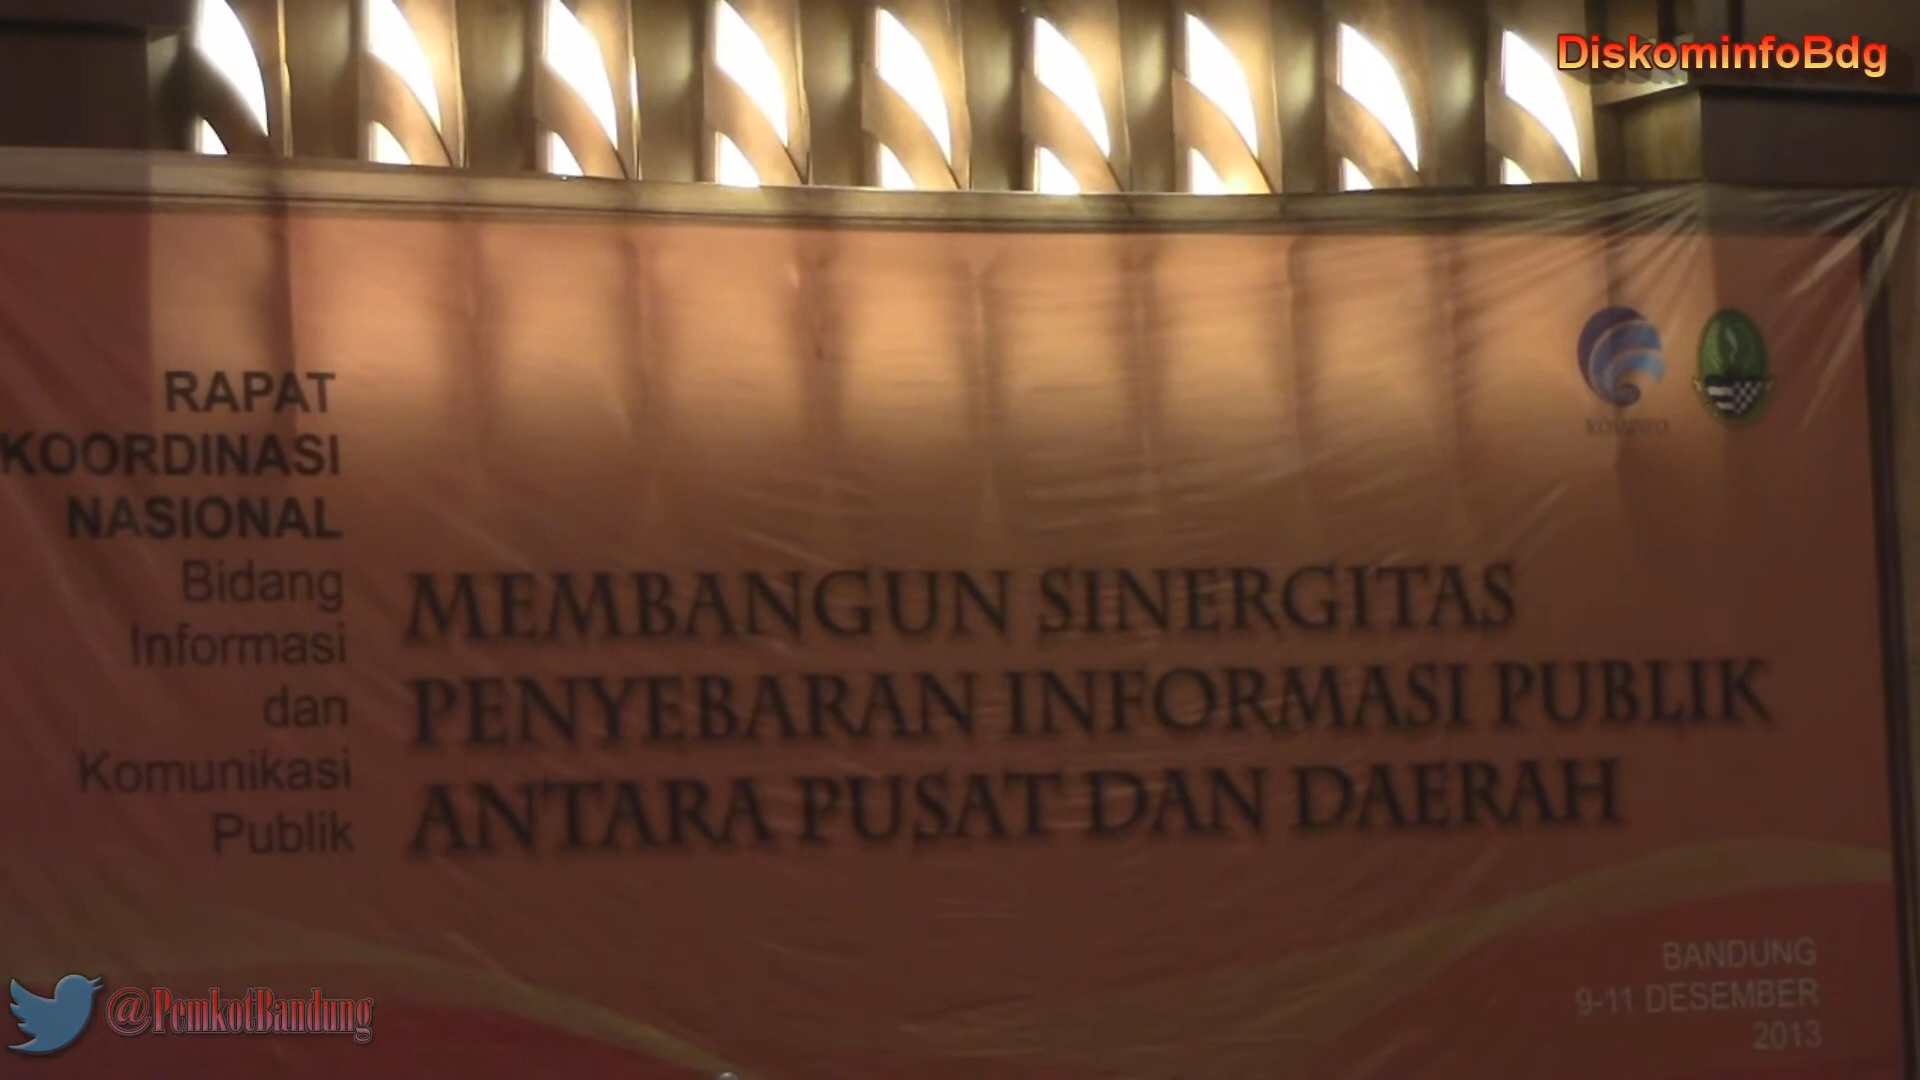 DiskominfoBdg
KOMINFO
RAPAT
KOORDINASI
NASIONAL
Bidang
Informasi
dan
Komunikasi
Publik
MEMBANGUN SINERGITAS
PENYEBARAN INFORMASI PUBLIK
ANTARA PUSAT DAN DAERAH
BANDUNG
9-11 DESEMBER
2013
@PemkotBandung